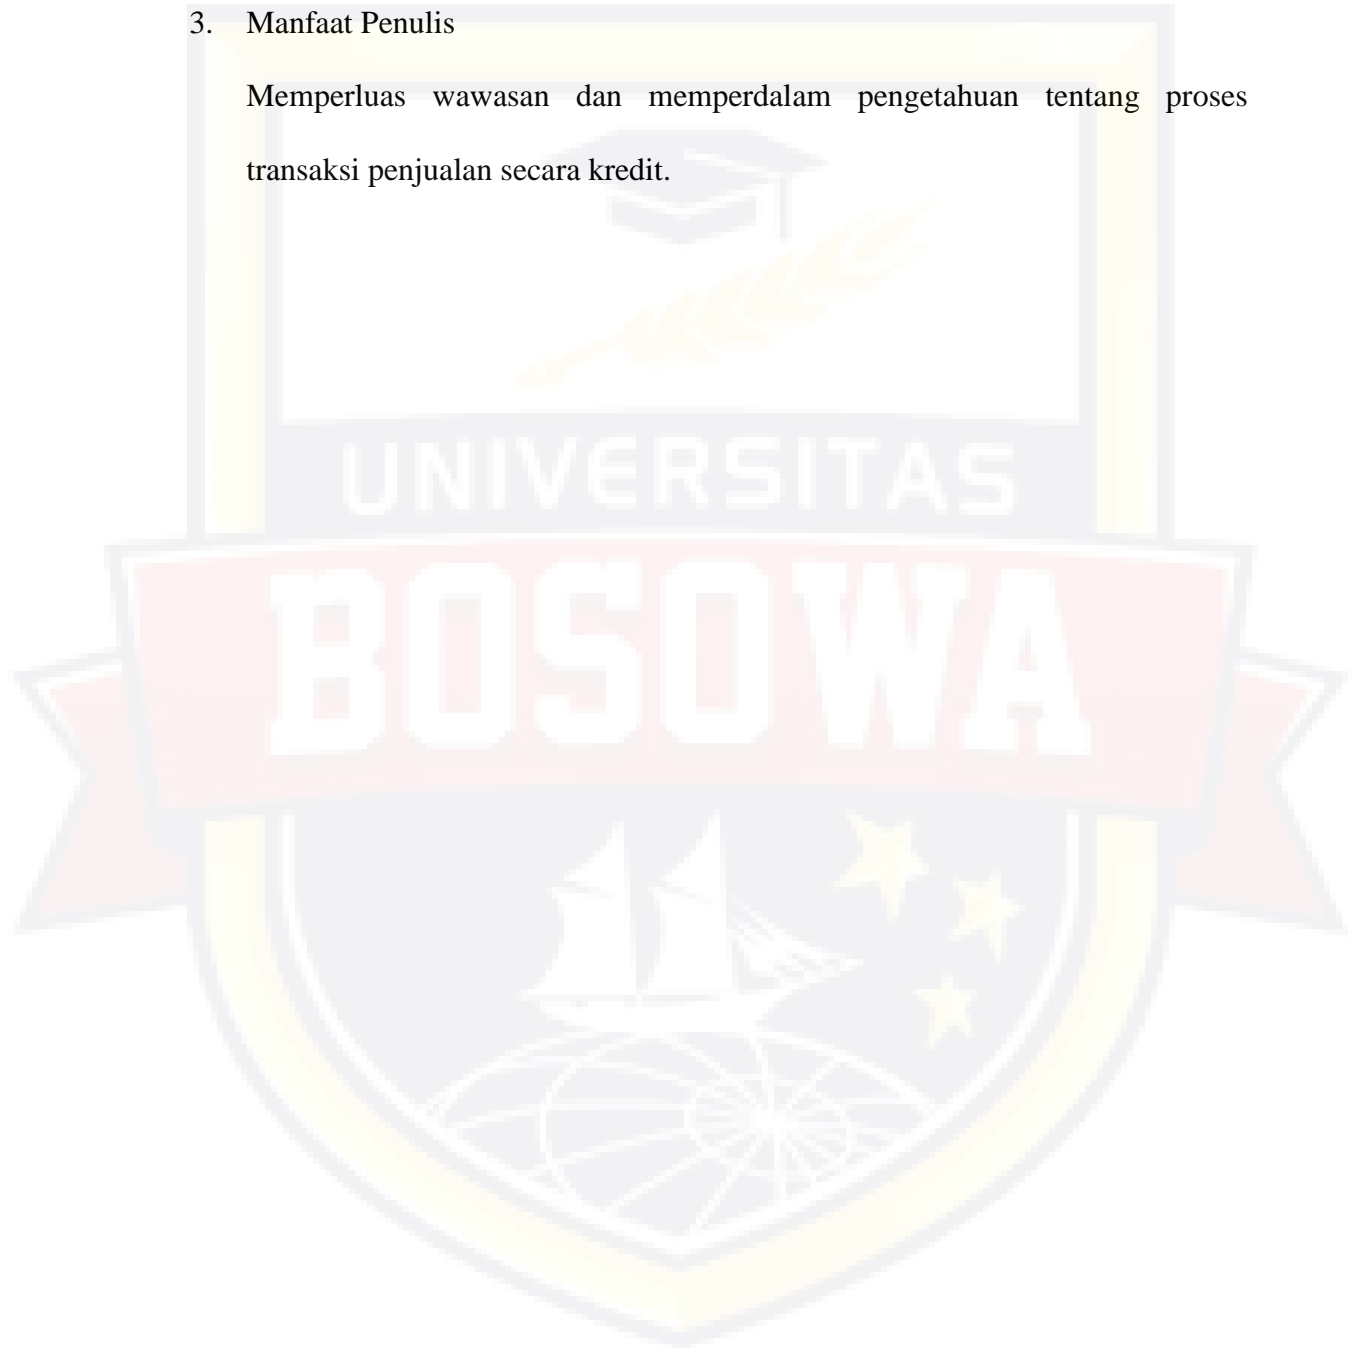 3. Manfaat Penulis
Memperluas wawasan dan memperdalam pengetahuan tentang proses
transaksi penjualan secara kredit.
UNIVERSITAS
BOSOWA